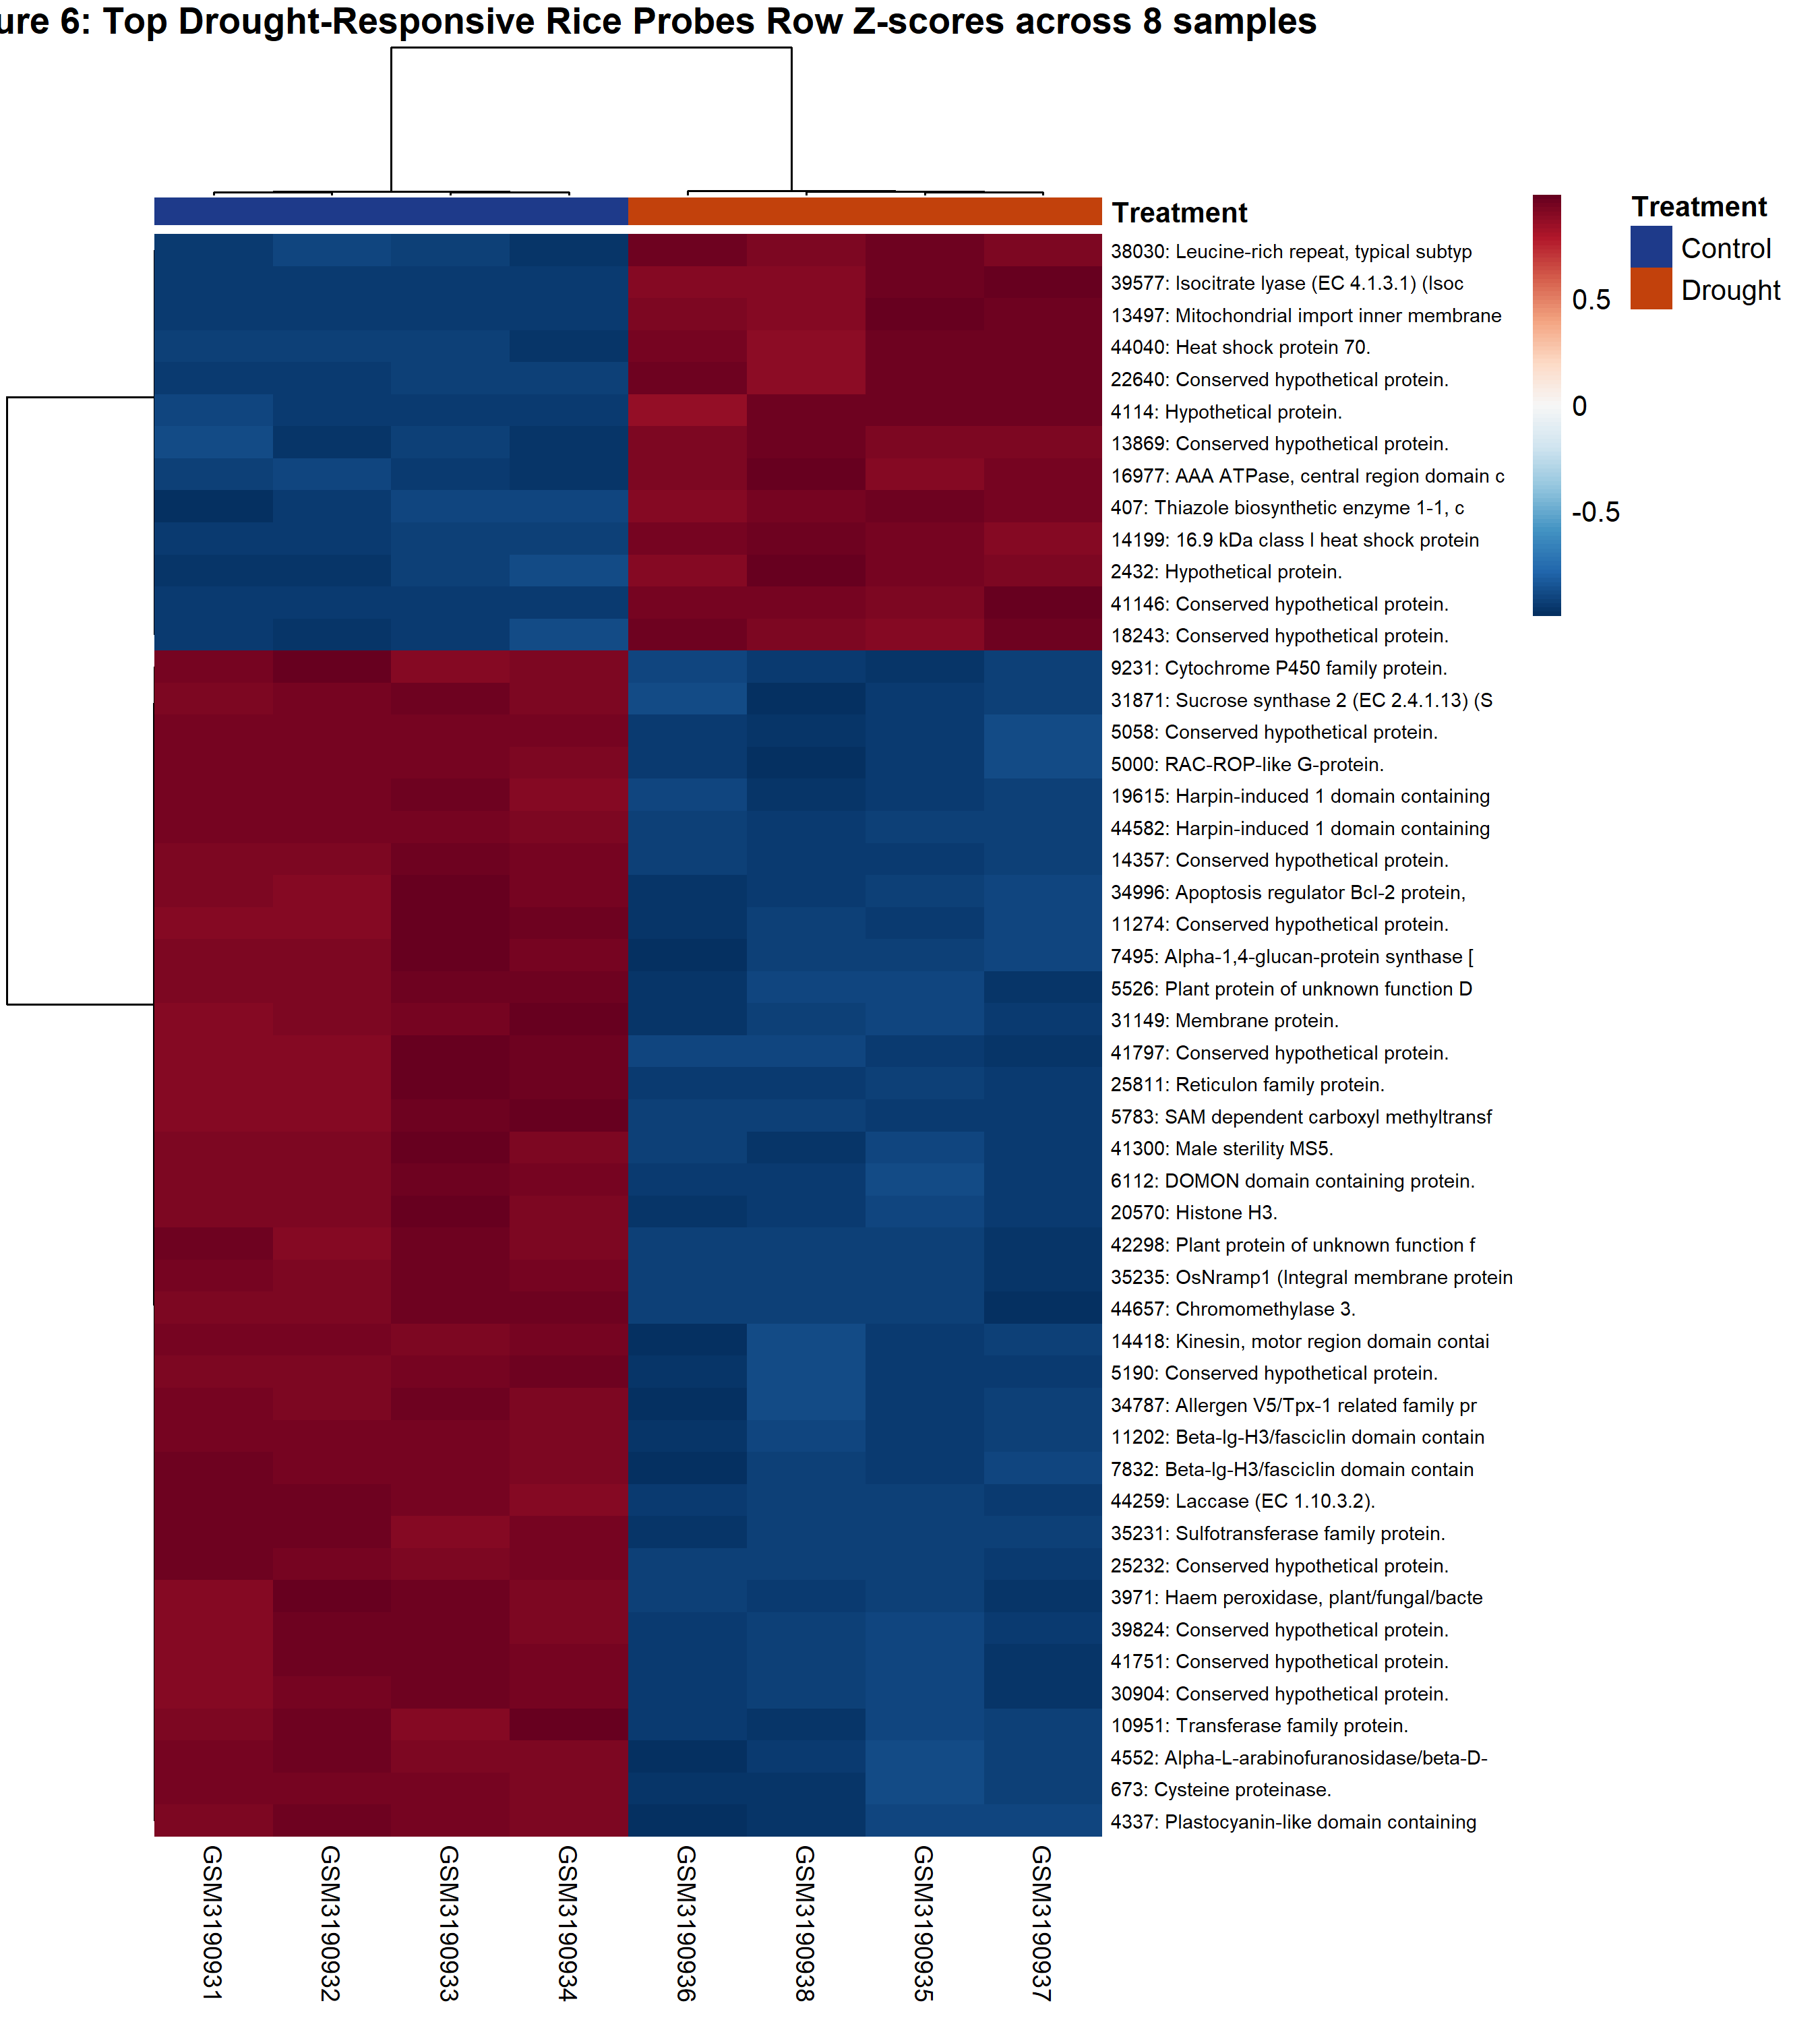 ure 6: Top Drought-Responsive Rice Probes Row Z-scores across 8 samples
Treatment
38030: Leucine-rich repeat, typical subtyp
39577: Isocitrate lyase (EC 4.1.3.1) (Isoc
13497: Mitochondrial import inner membrane
44040: Heat shock protein 70.
22640: Conserved hypothetical protein.
4114: Hypothetical protein.
13869: Conserved hypothetical protein.
16977: AAA ATPase, central region domain c
407: Thiazole biosynthetic enzyme 1-1, c
14199: 16.9 kDa class I heat shock protein
2432: Hypothetical protein.
41146: Conserved hypothetical protein.
18243: Conserved hypothetical protein.
9231: Cytochrome P450 family protein.
31871: Sucrose synthase 2 (EC 2.4.1.13) (S
5058: Conserved hypothetical protein.
5000: RAC-ROP-like G-protein.
19615: Harpin-induced 1 domain containing
44582: Harpin-induced 1 domain containing
14357: Conserved hypothetical protein.
34996: Apoptosis regulator Bcl-2 protein,
11274: Conserved hypothetical protein.
7495: Alpha-1,4-glucan-protein synthase [
5526: Plant protein of unknown function D
31149: Membrane protein.
41797: Conserved hypothetical protein.
25811: Reticulon family protein.
5783: SAM dependent carboxyl methyltransf
41300: Male sterility MS5.
6112: DOMON domain containing protein.
20570: Histone H3.
42298: Plant protein of unknown function f
35235: OsNramp1 (Integral membrane protein
44657: Chromomethylase 3.
14418: Kinesin, motor region domain contai
5190: Conserved hypothetical protein.
34787: Allergen V5/Tpx-1 related family pr
11202: Beta-Ig-H3/fasciclin domain contain
7832: Beta-Ig-H3/fasciclin domain contain
44259: Laccase (EC 1.10.3.2).
35231: Sulfotransferase family protein.
25232: Conserved hypothetical protein.
3971: Haem peroxidase, plant/fungal/bacte
39824: Conserved hypothetical protein.
41751: Conserved hypothetical protein.
30904: Conserved hypothetical protein.
10951: Transferase family protein.
4552: Alpha-L-arabinofuranosidase/beta-D-
673: Cysteine proteinase.
4337: Plastocyanin-like domain containing
0.5
0
-0.5
Treatment
Control
Drought
GSM3190931
GSM3190932
GSM3190933
GSM3190934
GSM3190936
GSM3190938
GSM3190935
GSM3190937